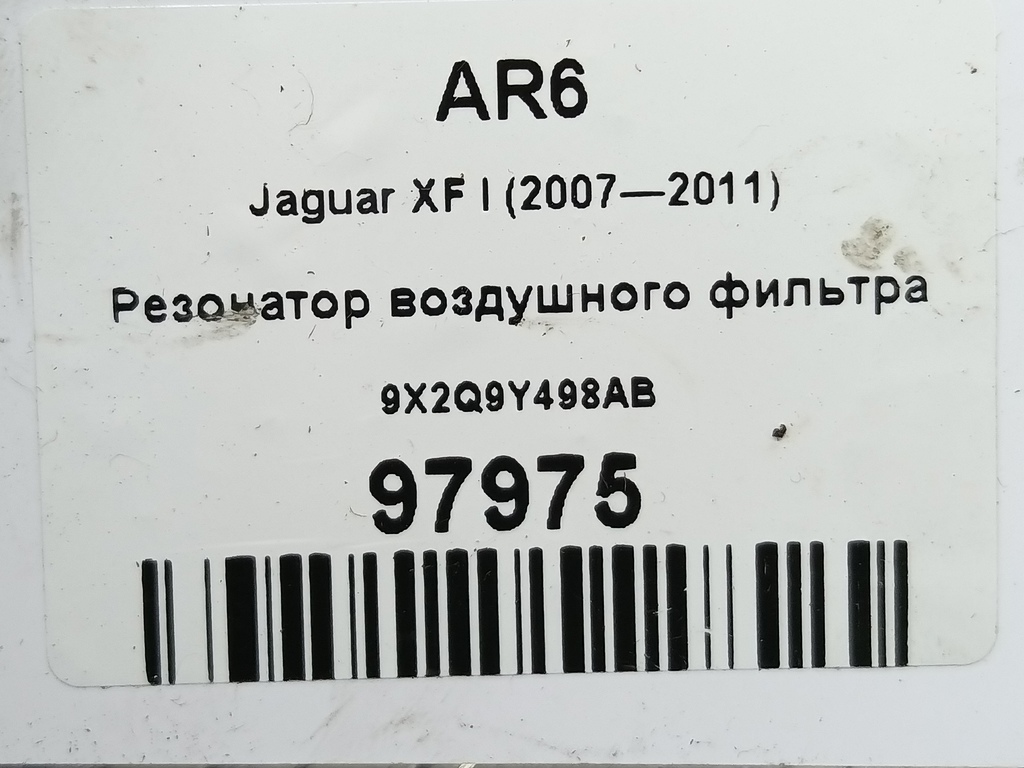 AR6
Jaguar XF I (2007—2011)
Резонатор воздушного фильтра
9X2Q9Y498AB
97975